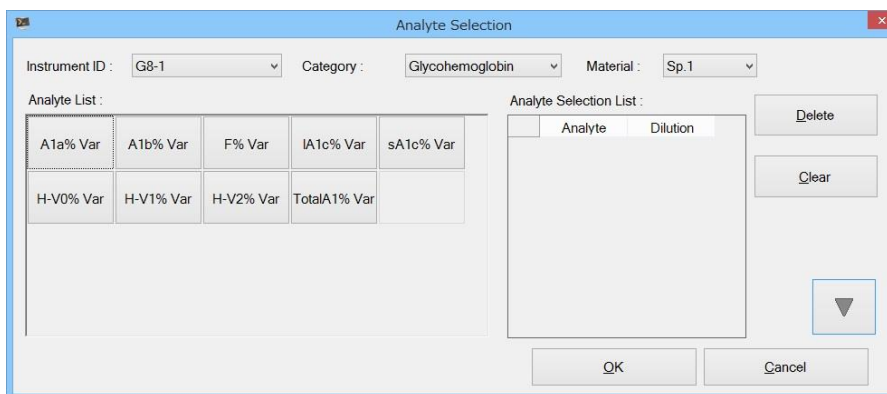 Analyte Selection
Instrument ID : G8-1 Category : Glycohemoglobin Material : Sp.1
Analyte List :
Analyte Selection List :
Analyte Dilution
Delete
Clear
A1a% Var A1b% Var F% Var lA1c% Var sA1c% Var
H-V0% Var H-V1% Var H-V2% Var TotalA1% Var
OK Cancel